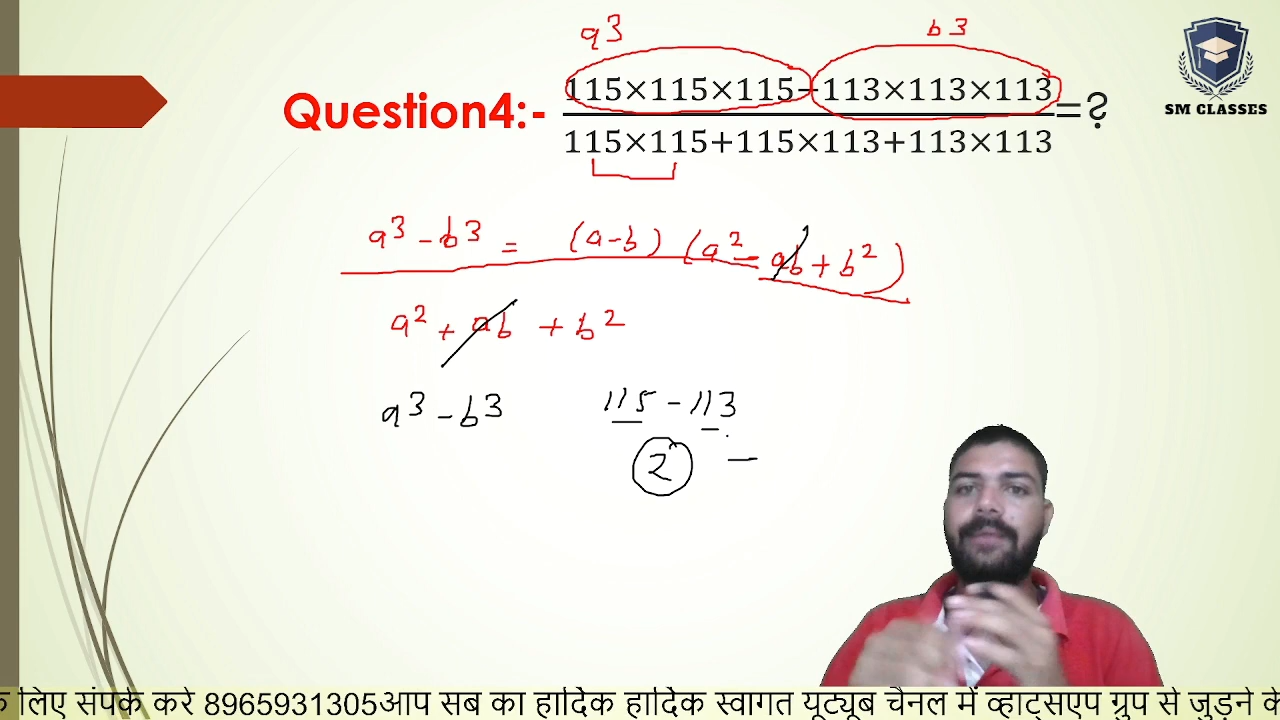 a3
b3
Question4:- 115×115×115−113×113×113 =?
115×115+115×113+113×113
SM CLASSES
a3 - b3 = (a-b) (a2 - ab + b2)
a2 + ab + b2
a3 - b3
115 - 113
2 -
लिए संपर्क करे 8965931305आप सब का हार्दिक हार्दिक स्वागत यूट्यूब चैनल में व्हाट्सएप ग्रुप से जुड़ने के